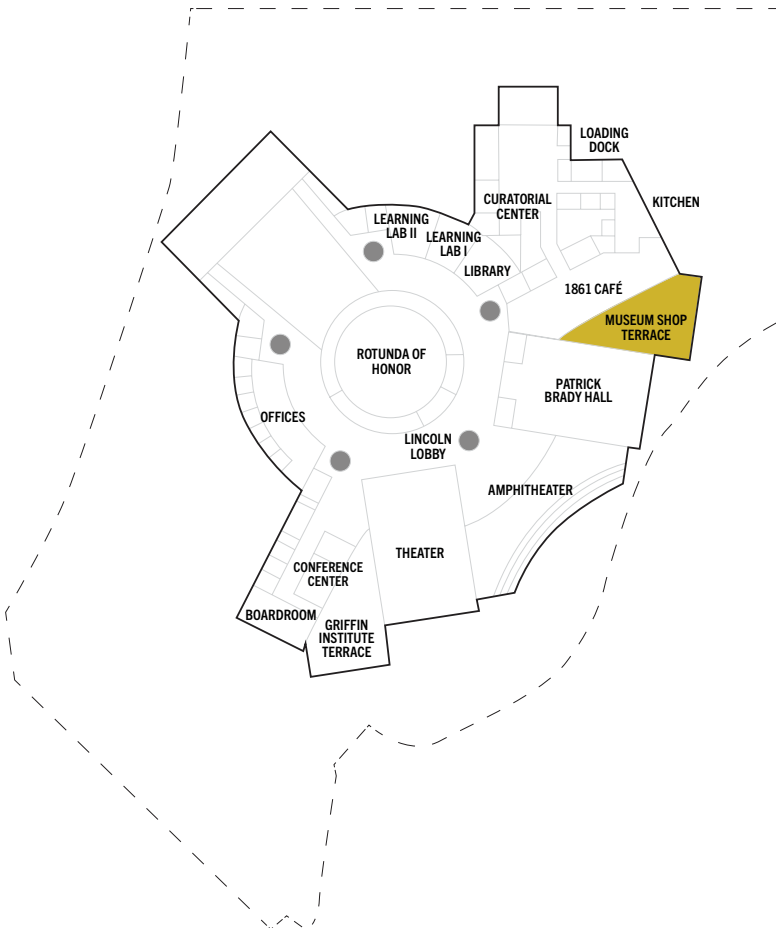 LOADING
DOCK
CURATORIAL
CENTER
KITCHEN
LEARNING
LAB II
LEARNING
LAB I
LIBRARY
1861 CAFÉ
MUSEUM SHOP
TERRACE
ROTUNDA OF
HONOR
PATRICK
BRADY HALL
OFFICES
LINCOLN
LOBBY
AMPHITHEATER
THEATER
CONFERENCE
CENTER
BOARDROOM
GRIFFIN
INSTITUTE
TERRACE